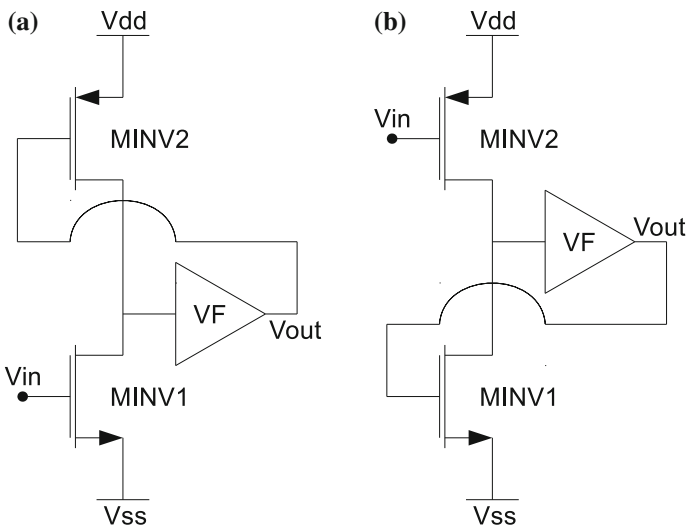 (a)
Vdd
MINV2
VF
Vout
Vin
MINV1
Vss
(b)
Vdd
Vin
MINV2
VF
Vout
MINV1
Vss